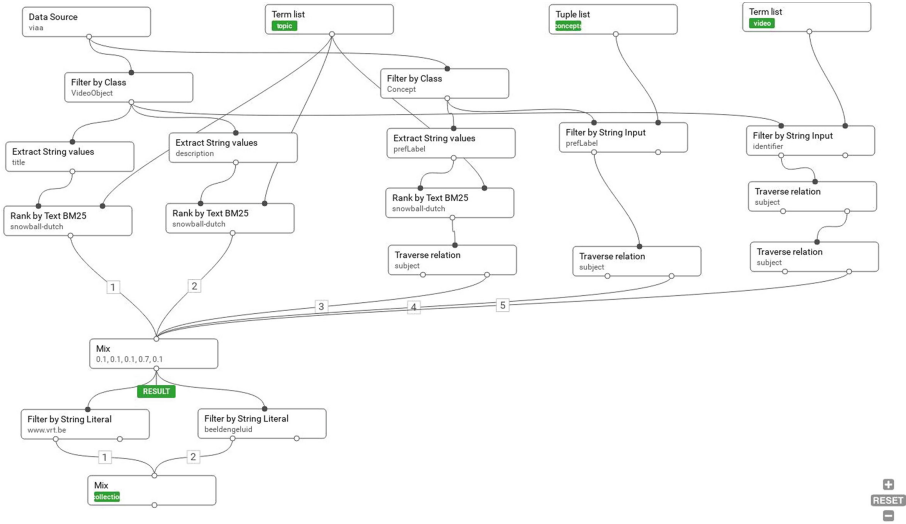 Data Source
viaa
Term list
topic
Tuple list
concepts
Term list
video
Filter by Class
VideoObject
Filter by Class
Concept
Extract String values
title
Extract String values
description
Extract String values
prefLabel
Filter by String Input
prefLabel
Filter by String Input
identifier
Rank by Text BM25
snowball-dutch
Rank by Text BM25
snowball-dutch
Rank by Text BM25
snowball-dutch
Traverse relation
subject
Traverse relation
subject
Traverse relation
subject
Traverse relation
subject
1
2
3
4
5
Mix
0.1, 0.1, 0.1, 0.7, 0.1
RESULT
Filter by String Literal
www.vrt.be
Filter by String Literal
beeldengeluid
1
2
Mix
collection
RESET